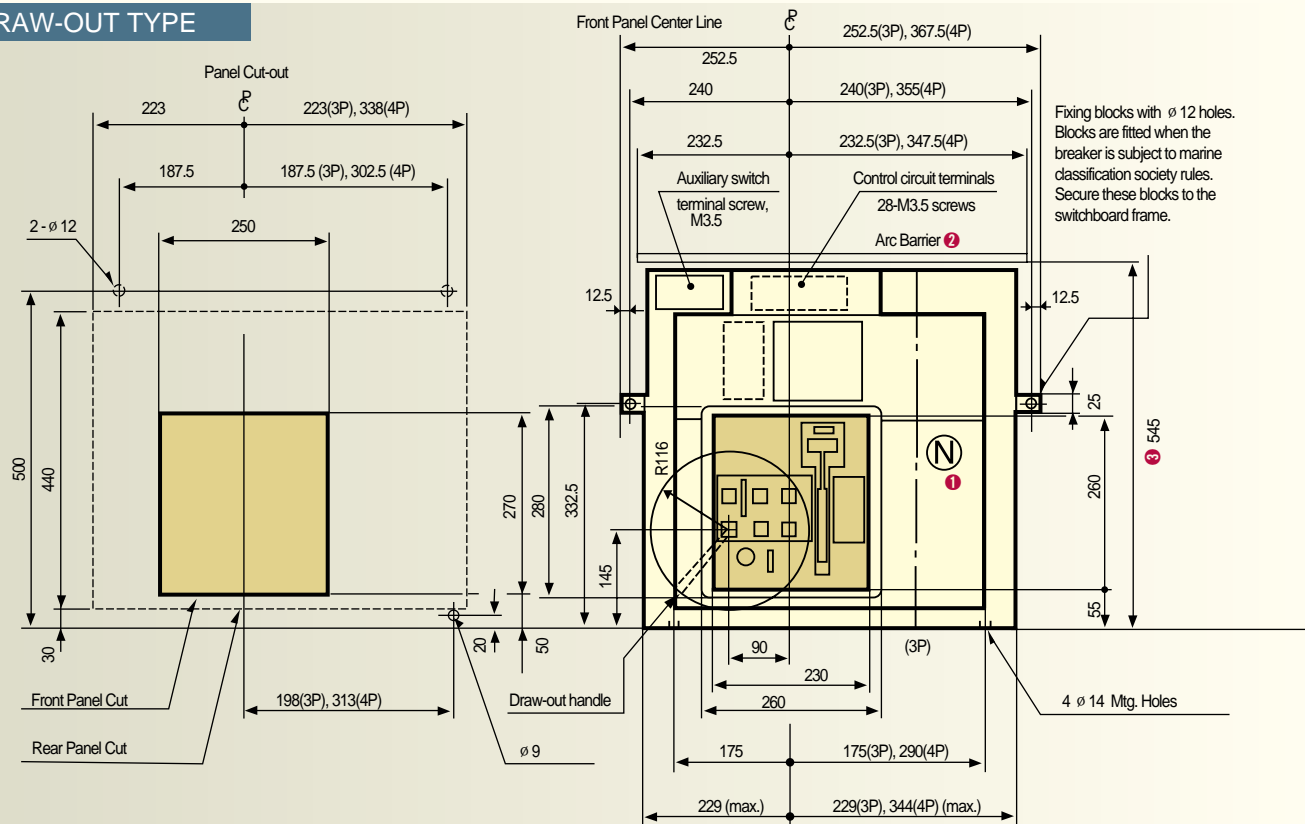 RAW-OUT TYPE
Front Panel Center Line
P
C
252.5(3P), 367.5(4P)
252.5
Panel Cut-out
P
C
223
223(3P), 338(4P)
240
240(3P), 355(4P)
Fixing blocks with ø 12 holes.
Blocks are fitted when the
breaker is subject to marine
classification society rules.
Secure these blocks to the
switchboard frame.
232.5
232.5(3P), 347.5(4P)
187.5
187.5 (3P), 302.5 (4P)
Auxiliary switch
terminal screw,
M3.5
Control circuit terminals
28-M3.5 screws
2 - ø 12
250
Arc Barrier 2
12.5
12.5
25
3 545
500
440
270
280
332.5
R116
145
N
1
260
55
30
20
50
90
(3P)
230
260
Front Panel Cut
198(3P), 313(4P)
Draw-out handle
4 ø 14 Mtg. Holes
Rear Panel Cut
ø 9
175
175(3P), 290(4P)
229 (max.)
229(3P), 344(4P) (max.)